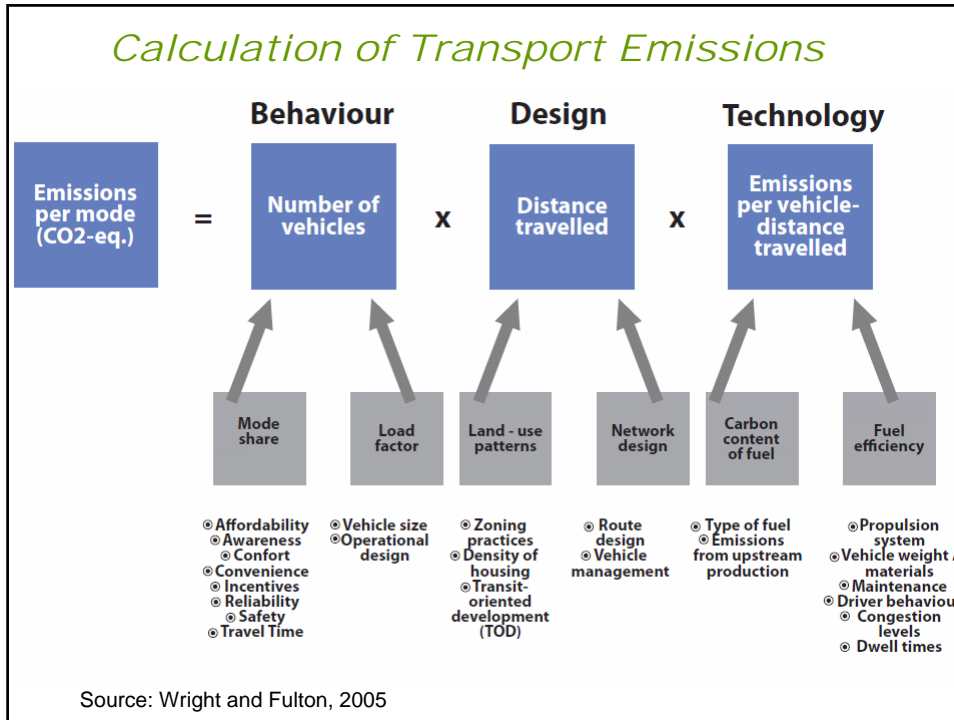 Calculation of Transport Emissions
Behaviour
Design
Technology
Emissions
per mode
(CO2-eq.)
=
Number of
vehicles
x
Distance
travelled
x
Emissions
per vehicle-
distance
travelled
Mode
share
Load
factor
Land - use
patterns
Network
design
Carbon
content
of fuel
Fuel
efficiency
Affordability
Awareness
Confort
Convenience
Incentives
Reliability
Safety
Travel Time
Vehicle size
Operational
design
Zoning
practices
Density of
housing
Transit-
oriented
development
(TOD)
Route
design
Vehicle
management
Type of fuel
Emissions
from upstream
production
Propulsion
system
Vehicle weight /
materials
Maintenance
Driver behaviou
Congestion
levels
Dwell times
Source: Wright and Fulton, 2005